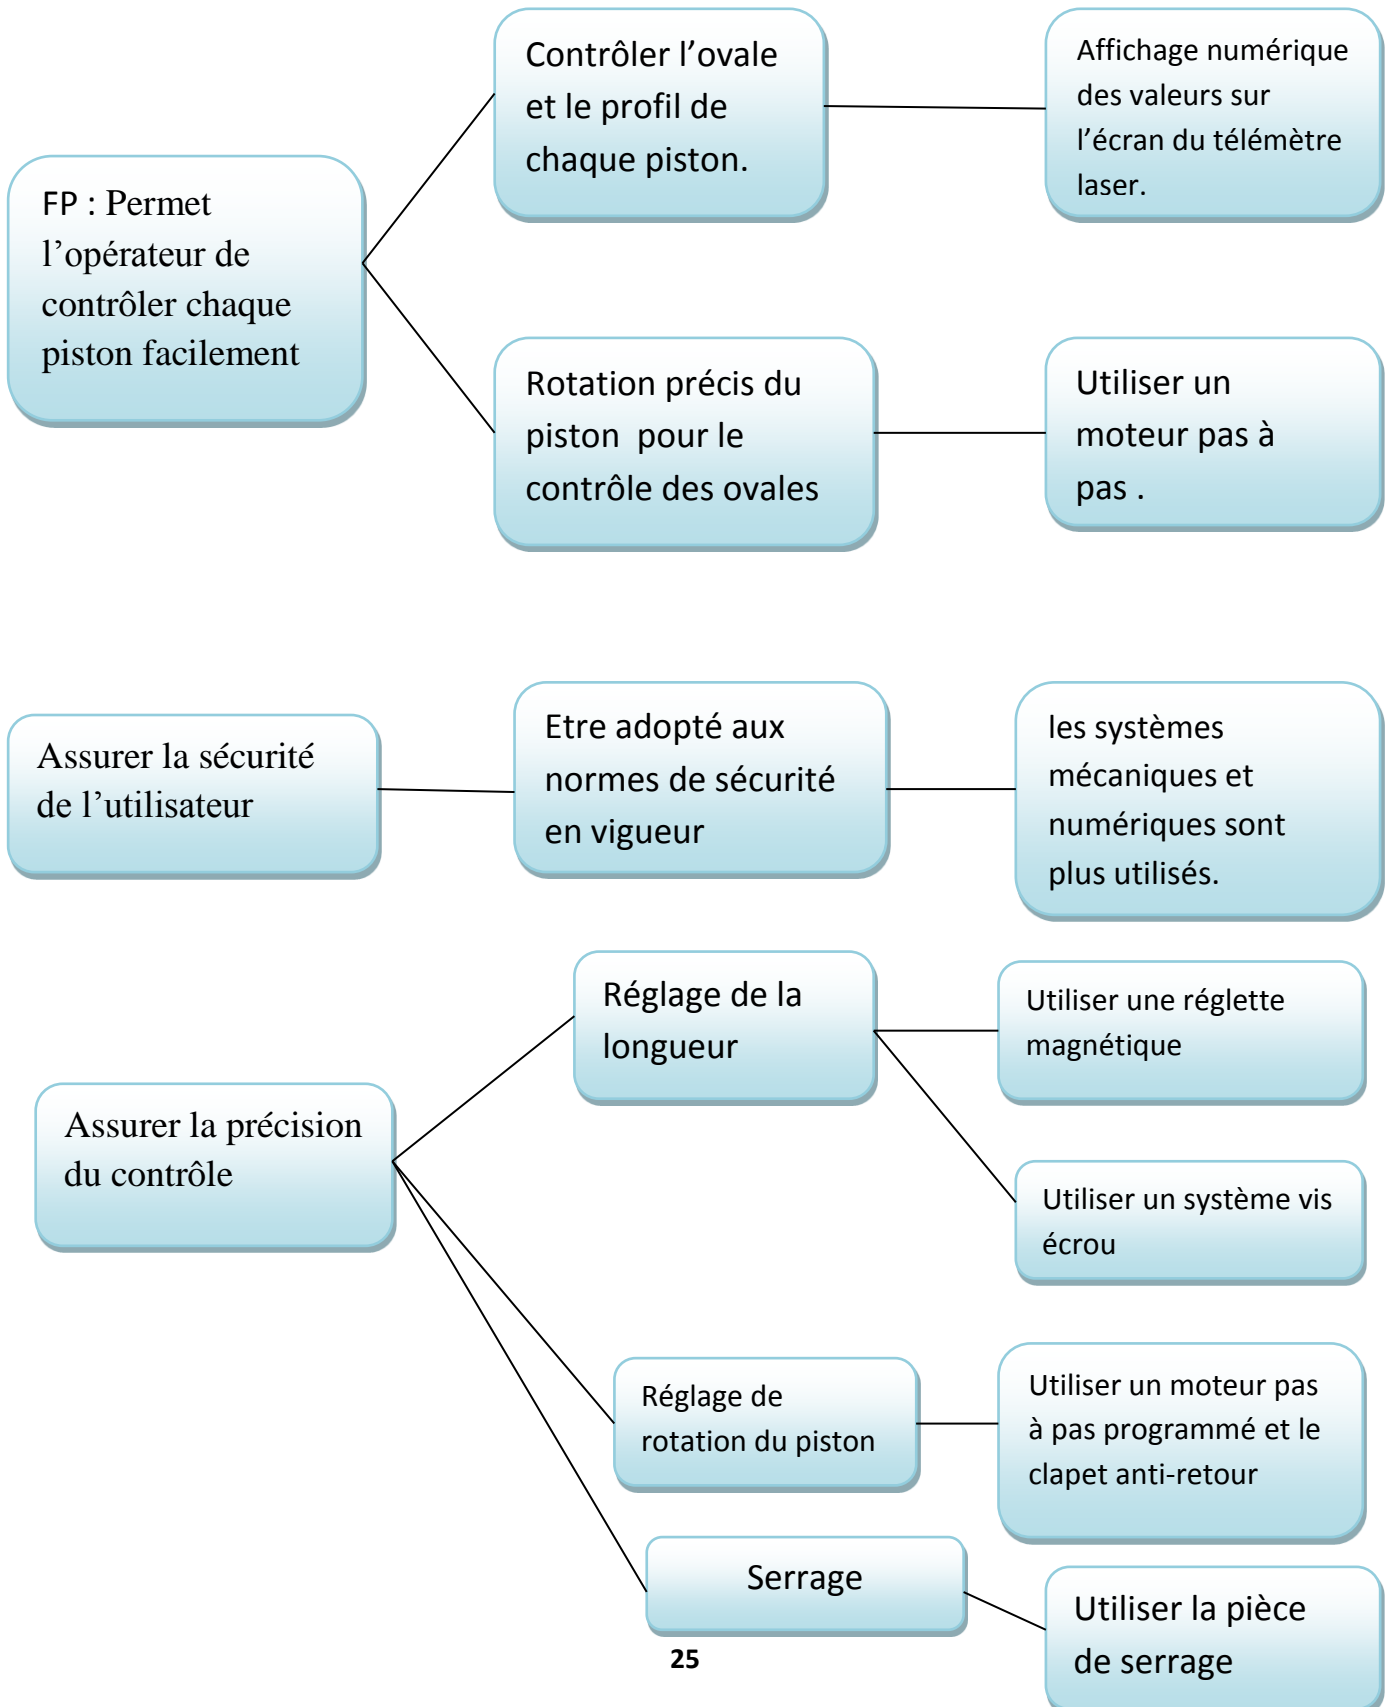 FP : Permet
l’opérateur de
contrôler chaque
piston facilement
Contrôler l’ovale
et le profil de
chaque piston.
Affichage numérique
des valeurs sur
l’écran du télémètre
laser.
Rotation précis du
piston  pour le
contrôle des ovales
Utiliser un
moteur pas à
pas .
Assurer la sécurité
de l’utilisateur
Etre adopté aux
normes de sécurité
en vigueur
les systèmes
mécaniques et
numériques sont
plus utilisés.
Assurer la précision
du contrôle
Réglage de la
longueur
Utiliser une réglette
magnétique
Utiliser un système vis
écrou
Réglage de
rotation du piston
Utiliser un moteur pas
à pas programmé et le
clapet anti-retour
Serrage
Utiliser la pièce
de serrage
25